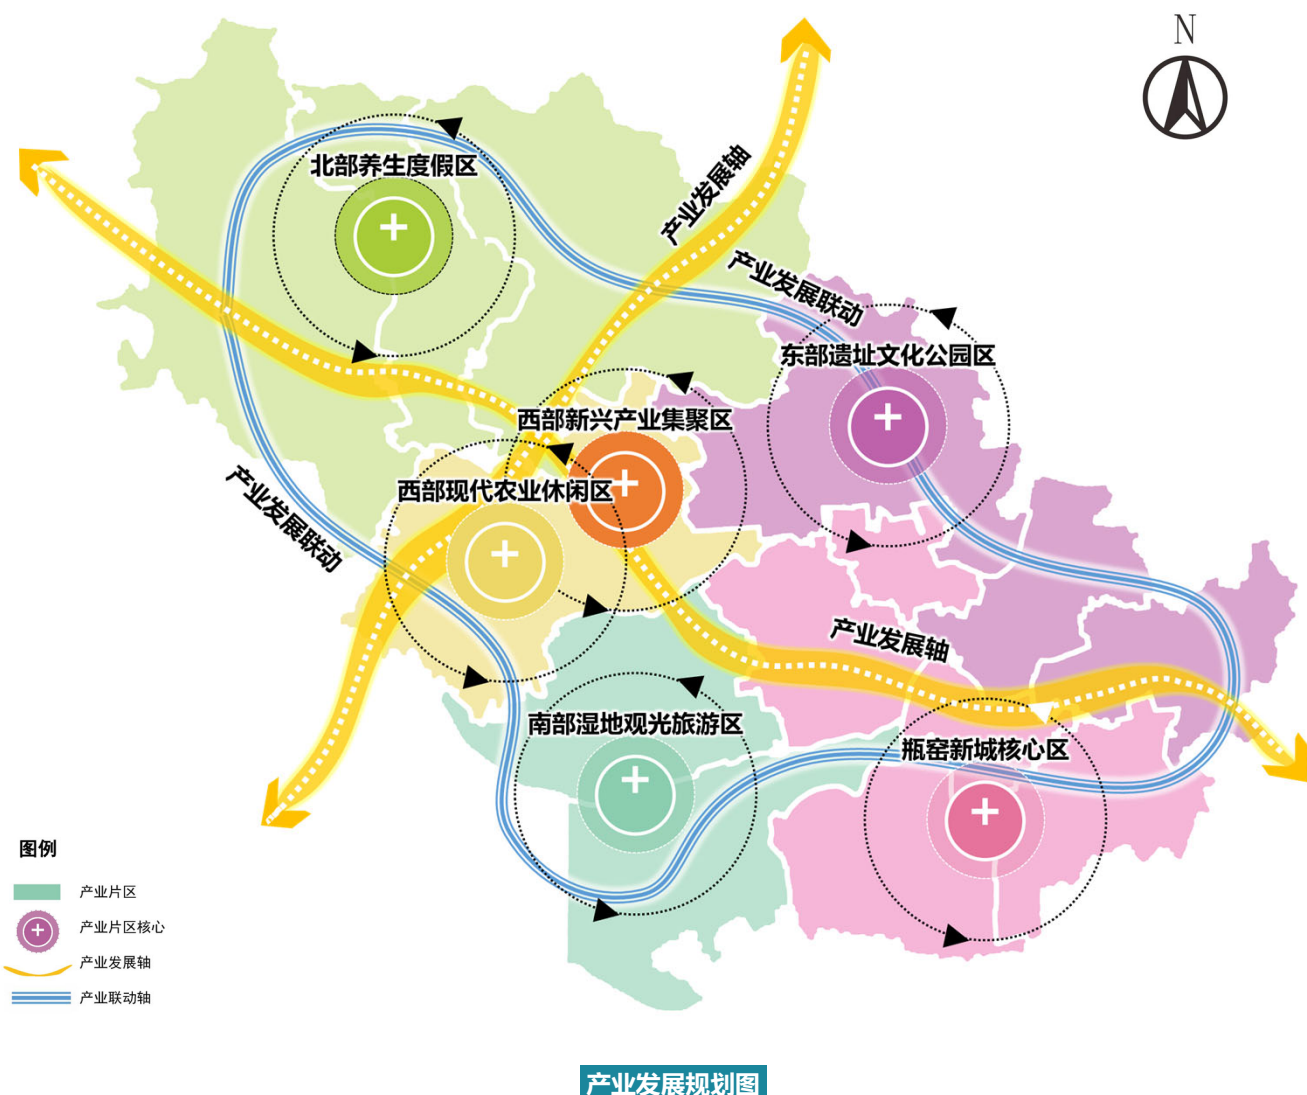 N
北部养生度假区
产业发展轴
产业发展联动
东部遗址文化公园区
西部新兴产业集聚区
西部现代农业休闲区
产业发展联动
产业发展轴
南部湿地观光旅游区
瓶窑新城核心区
图例
产业片区
产业片区核心
产业发展轴
产业联动轴
产业发展规划图